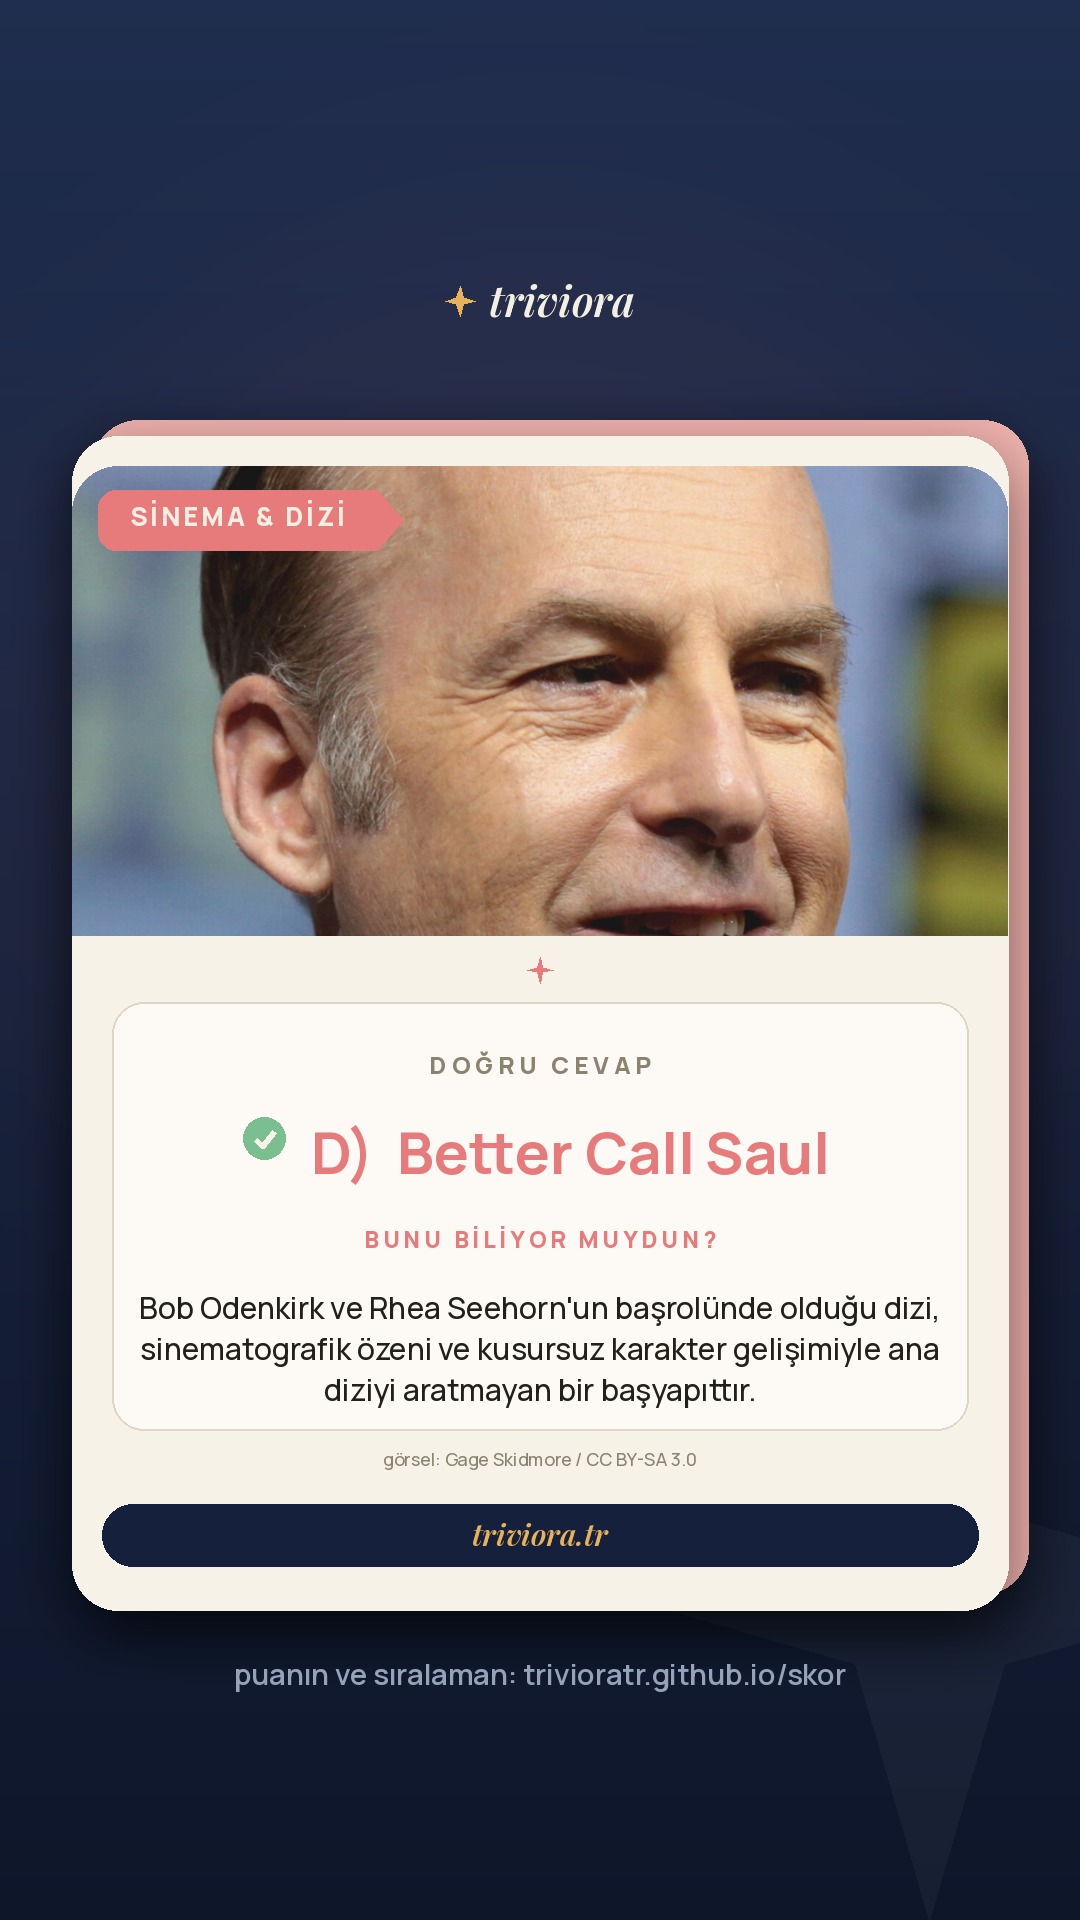 triviora
SİNEMA & DİZİ
DOĞRU CEVAP
D) Better Call Saul
BUNU BİLİYOR MUYDUN?
Bob Odenkirk ve Rhea Seehorn'un başrolünde olduğu dizi,
sinematografik özeni ve kusursuz karakter gelişimiyle ana
diziyi aratmayan bir başyapıttır.
görsel: Gage Skidmore / CC BY-SA 3.0
triviora.tr
puanın ve sıralaman: trivioratr.github.io/skor